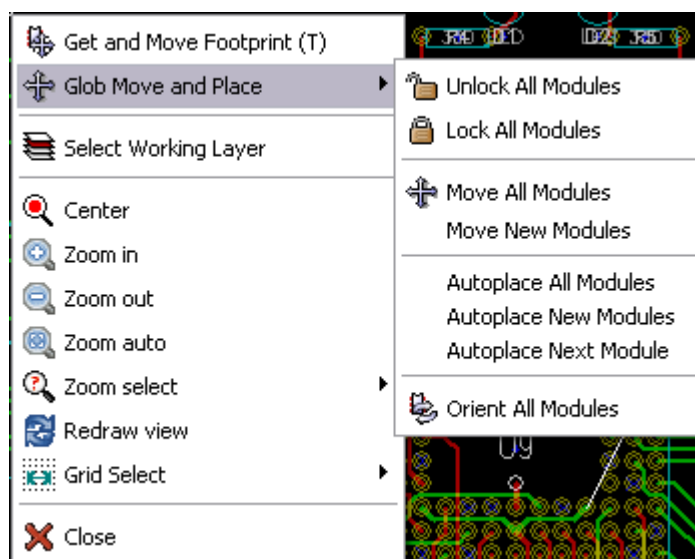 Get and Move Footprint (T)
Glob Move and Place
Select Working Layer
Center
Zoom in
Zoom out
Zoom auto
Zoom select
Redraw view
Grid Select
Close
Unlock All Modules
Lock All Modules
Move All Modules
Move New Modules
Autoplace All Modules
Autoplace New Modules
Autoplace Next Module
Orient All Modules
U9